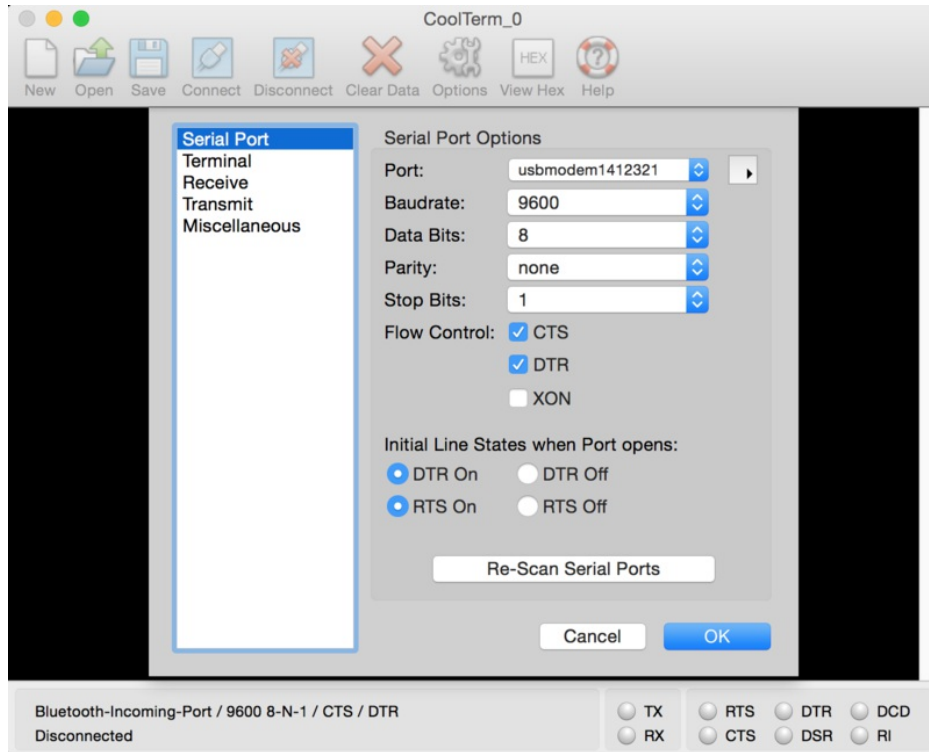 CoolTerm_0
HEX
New Open Save Connect Disconnect Clear Data Options View Hex Help
Serial Port
Terminal
Receive
Transmit
Miscellaneous
Serial Port Options
Port: usbmodem1412321
Baudrate: 9600
Data Bits: 8
Parity: none
Stop Bits: 1
Flow Control: CTS
DTR
XON
Initial Line States when Port opens:
DTR On DTR Off
RTS On RTS Off
Re-Scan Serial Ports
Cancel OK
Bluetooth-Incoming-Port / 9600 8-N-1 / CTS / DTR
Disconnected
TX RTS DTR DCD
RX CTS DSR RI